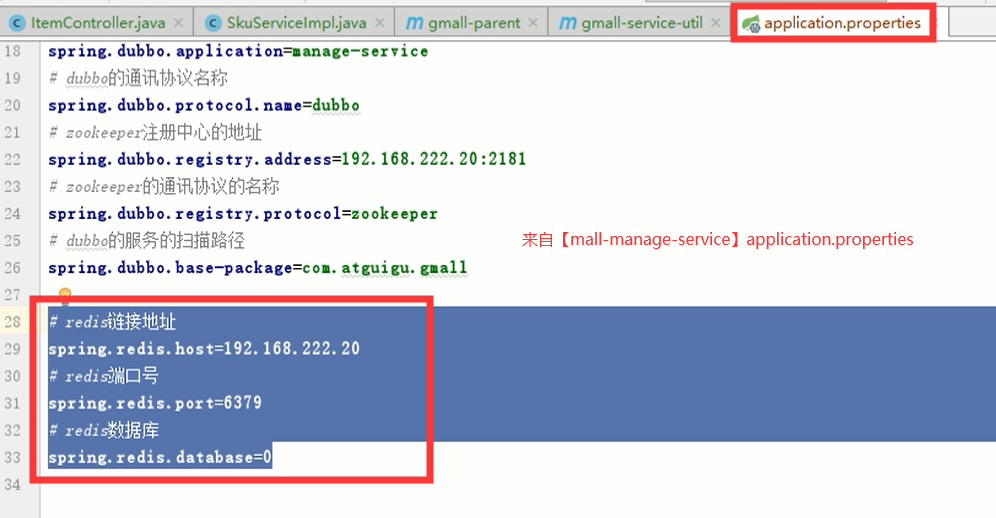 ItemController.java SkuServiceImpl.java gmall-parent gmall-service-util application.properties
18 spring.dubbo.application=manage-service
19 # dubbo的通讯协议名称
20 spring.dubbo.protocol.name=dubbo
21 # zookeeper注册中心的地址
22 spring.dubbo.registry.address=192.168.222.20:2181
23 # zookeeper的通讯协议的名称
24 spring.dubbo.registry.protocol=zookeeper
25 # dubbo的服务的扫描路径
来自【mall-manage-service】application.properties
26 spring.dubbo.base-package=com.atguigu.gmall
27
28 # redis链接地址
29 spring.redis.host=192.168.222.20
30 # redis端口号
31 spring.redis.port=6379
32 # redis数据库
33 spring.redis.database=0
34